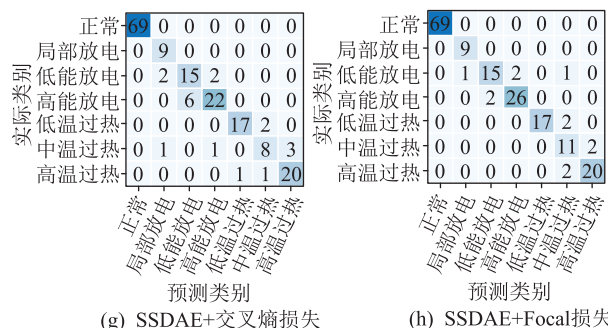 正常 69 0 0 0 0 0 0
局部放电 0 9 0 0 0 0 0
低能放电 0 2 15 2 0 0 0
高能放电 0 0 6 22 0 0 0
低温过热 0 0 0 0 17 2 0
中温过热 0 1 0 1 0 8 3
高温过热 0 0 0 0 1 1 20
实际类别
正常 局部放电 低能放电 高能放电 低温过热 中温过热 高温过热
预测类别
(g) SSDAE+交叉熵损失
正常 69 0 0 0 0 0 0
局部放电 0 9 0 0 0 0 0
低能放电 0 1 15 2 0 1 0
高能放电 0 0 2 26 0 0 0
低温过热 0 0 0 0 17 2 0
中温过热 0 0 0 0 0 11 2
高温过热 0 0 0 0 0 2 20
实际类别
正常 局部放电 低能放电 高能放电 低温过热 中温过热 高温过热
预测类别
(h) SSDAE+Focal损失